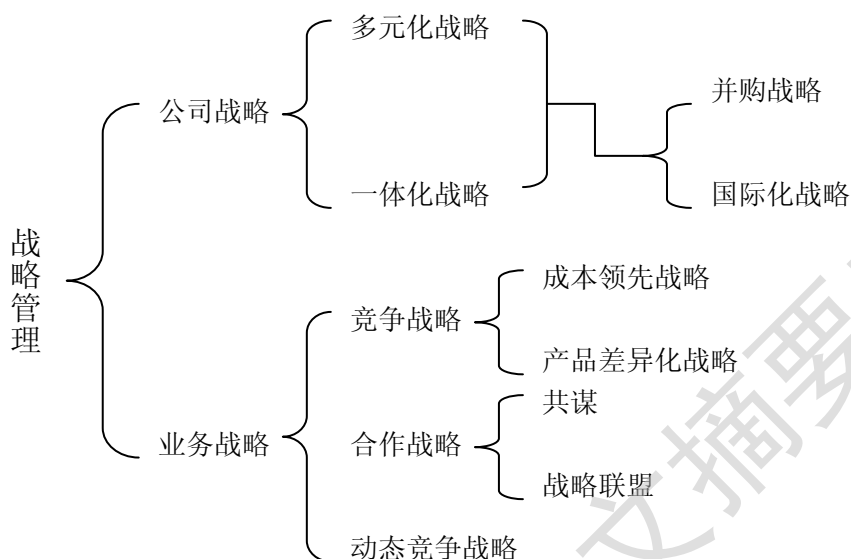 战略管理
公司战略
多元化战略
一体化战略
并购战略
国际化战略
业务战略
竞争战略
成本领先战略
产品差异化战略
合作战略
共谋
战略联盟
动态竞争战略
文摘要